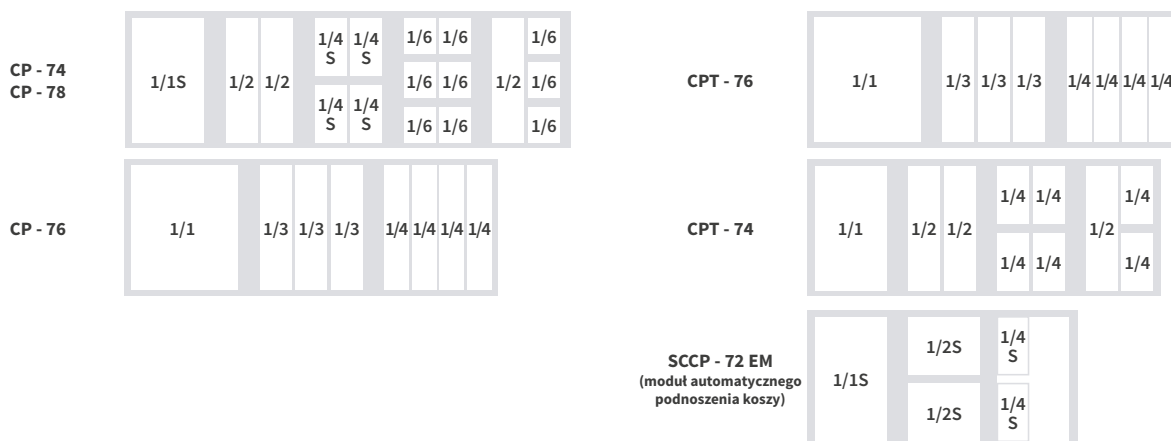 CP - 74
CP - 78
1/1S
1/2 1/2
1/4 1/4
S S
1/4 1/4
S S
1/6 1/6
1/6 1/6
1/6 1/6
1/2
1/6
1/6
1/6
CP - 76
1/1
1/3 1/3 1/3
1/4 1/4 1/4 1/4
CPT - 76
1/1
1/3 1/3 1/3
1/4 1/4 1/4 1/4
CPT - 74
1/1
1/2 1/2
1/4 1/4
1/4 1/4
1/2
1/4
1/4
SCCP - 72 EM
(moduł automatycznego
podnoszenia koszy)
1/1S
1/2S
1/2S
1/4
S
1/4
S